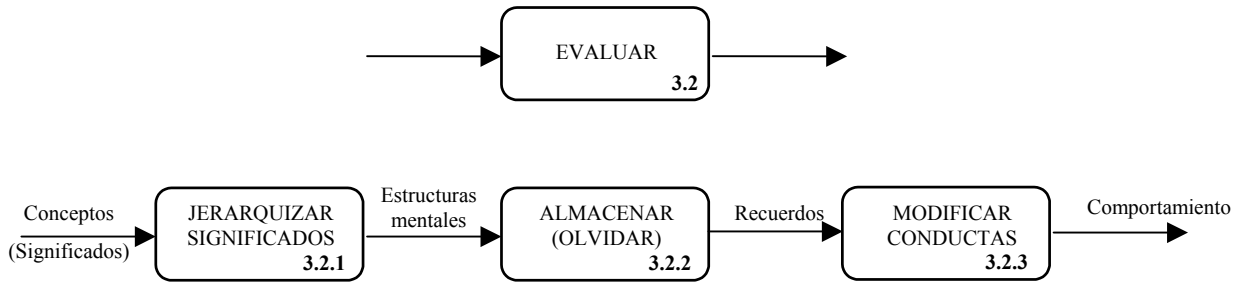 EVALUAR
3.2
Conceptos
(Significados)
JERARQUIZAR
SIGNIFICADOS
3.2.1
Estructuras
mentales
ALMACENAR
(OLVIDAR)
3.2.2
Recuerdos
MODIFICAR
CONDUCTAS
3.2.3
Comportamiento